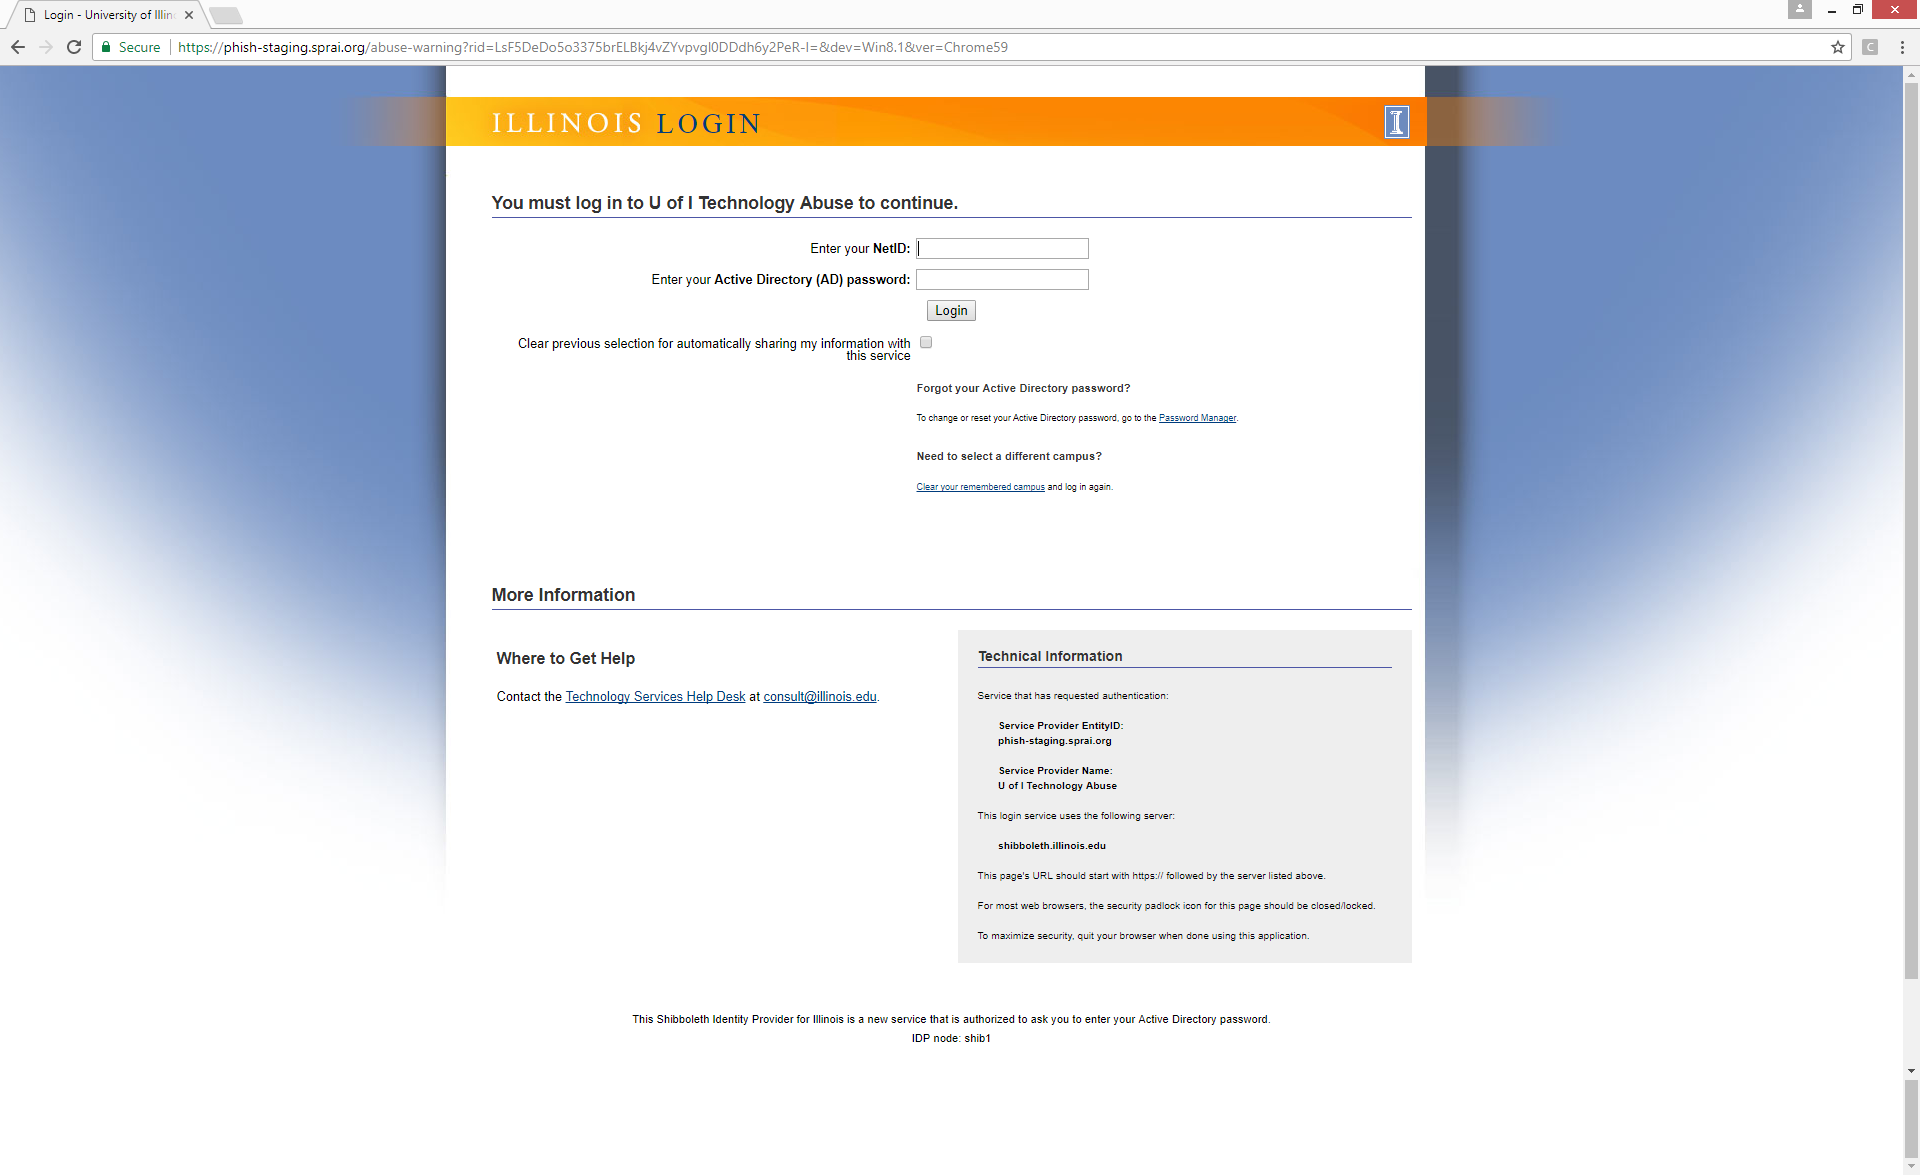 Login - University of Illin
Secure
https://phish-staging.sprai.org/abuse-warning?rid=LsF5DeDo5o3375brELBkj4vZYvpvgl0DDdh6y2PeR-I=&dev=Win8.1&ver=Chrome59
C
ILLINOIS LOGIN
I
You must log in to U of I Technology Abuse to continue.
Enter your NetID:
Enter your Active Directory (AD) password:
Login
Clear previous selection for automatically sharing my information with
this service
Forgot your Active Directory password?
To change or reset your Active Directory password, go to the Password Manager.
Need to select a different campus?
Clear your remembered campus and log in again.
More Information
Where to Get Help
Contact the Technology Services Help Desk at consult@illinois.edu.
Technical Information
Service that has requested authentication:
Service Provider EntityID:
phish-staging.sprai.org
Service Provider Name:
U of I Technology Abuse
This login service uses the following server:
shibboleth.illinois.edu
This page's URL should start with https:// followed by the server listed above.
For most web browsers, the security padlock icon for this page should be closed/locked.
To maximize security, quit your browser when done using this application.
This Shibboleth Identity Provider for Illinois is a new service that is authorized to ask you to enter your Active Directory password.
IDP node: shib1